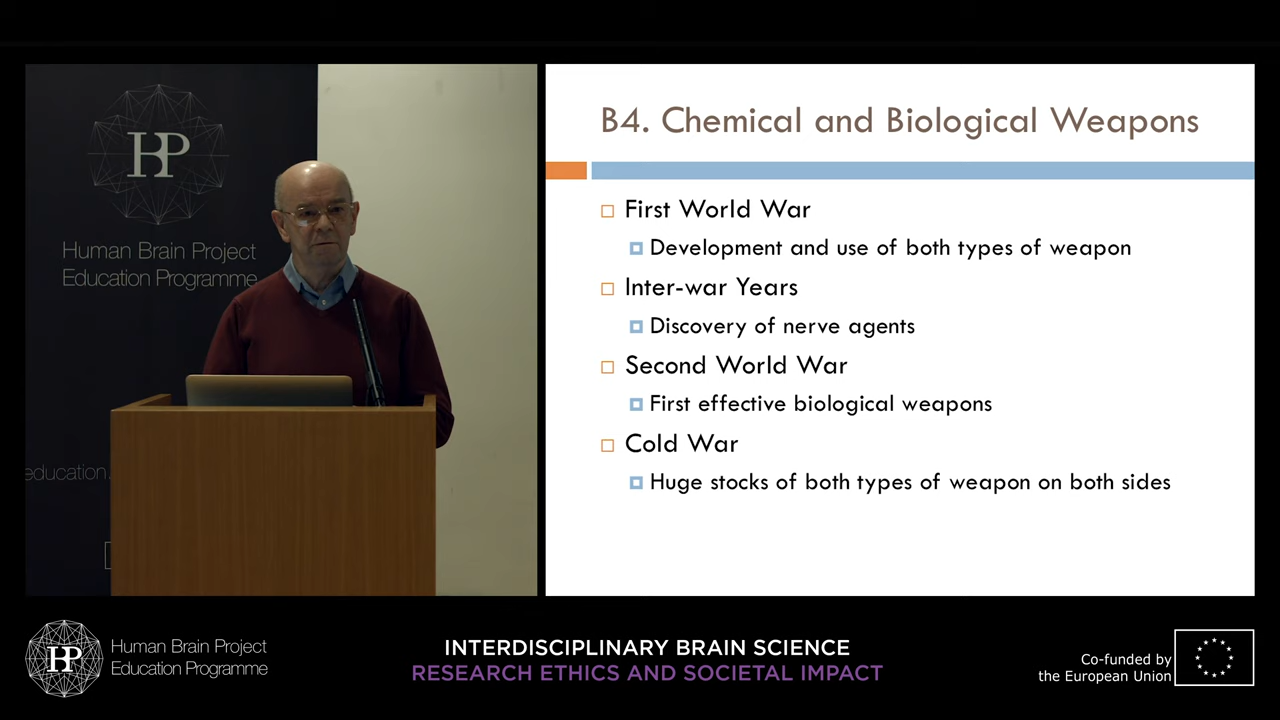 HP
Human Brain Project
Education Programme
education.
B4. Chemical and Biological Weapons
First World War
Development and use of both types of weapon
Inter-war Years
Discovery of nerve agents
Second World War
First effective biological weapons
Cold War
Huge stocks of both types of weapon on both sides
HP
Human Brain Project
Education Programme
INTERDISCIPLINARY BRAIN SCIENCE
RESEARCH ETHICS AND SOCIETAL IMPACT
Co-funded by
the European Union